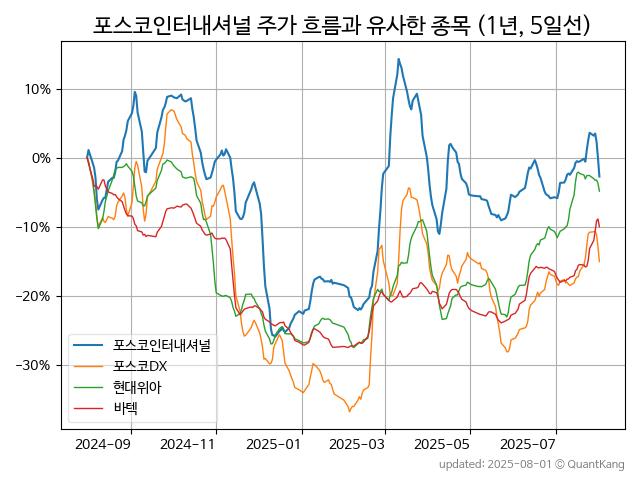 포스코인터내셔널 주가 흐름과 유사한 종목 (1년, 5일선)
10%
0%
−10%
−20%
−30%
포스코인터내셔널
포스코DX
현대위아
바텍
2024-09 2024-11 2025-01 2025-03 2025-05 2025-07
updated: 2025-08-01 © QuantKang